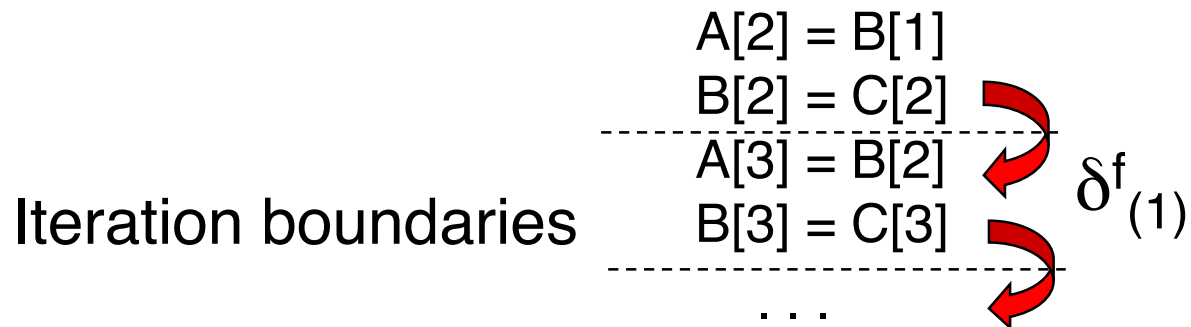 A[2] = B[1]
B[2] = C[2]
A[3] = B[2]
δf(1)
Iteration boundaries
B[3] = C[3]
. . .